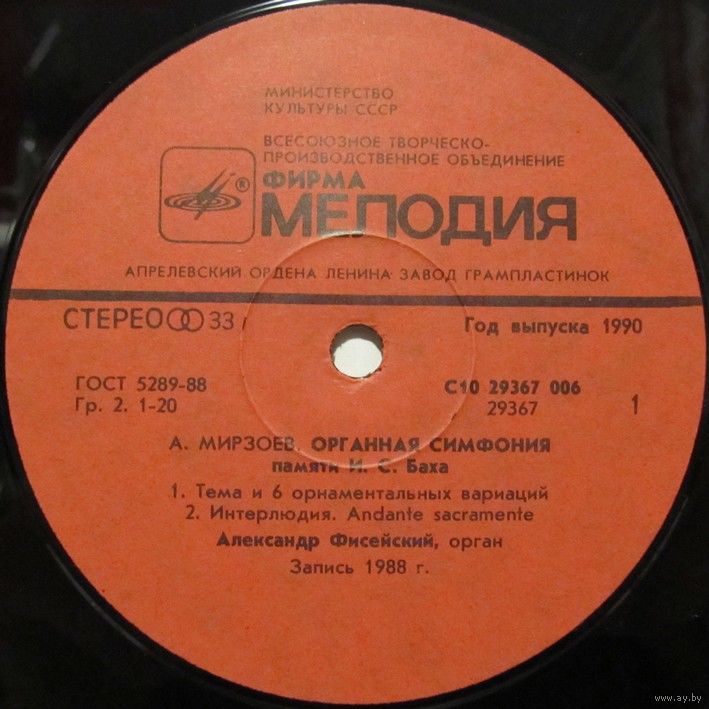 МИНИСТЕРСТВО
КУЛЬТУРЫ СССР
ВСЕСОЮЗНОЕ ТВОРЧЕСКО-
ПРОИЗВОДСТВЕННОЕ ОБЪЕДИНЕНИЕ
®
ФИРМА
МЕЛОДИЯ
АПРЕЛЕВСКИЙ ОРДЕНА ЛЕНИНА ЗАВОД ГРАМПЛАСТИНОК
СТЕРЕО 33
Год выпуска 1990
ГОСТ 5289-88
Гр. 2. 1-20
С10 29367 006
29367
1
А. МИРЗОЕВ. ОРГАННАЯ СИМФОНИЯ
памяти И. С. Баха
1. Тема и 6 орнаментальных вариаций
2. Интерлюдия. Andante sacramente
Александр Фисейский, орган
Запись 1988 г.
www.ay.by